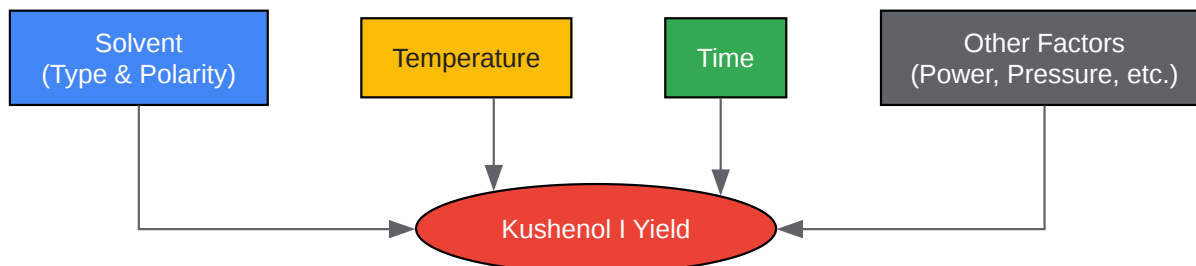 Solvent
(Type & Polarity)
Temperature
Time
Other Factors
(Power, Pressure, etc.)
Kushenol I Yield